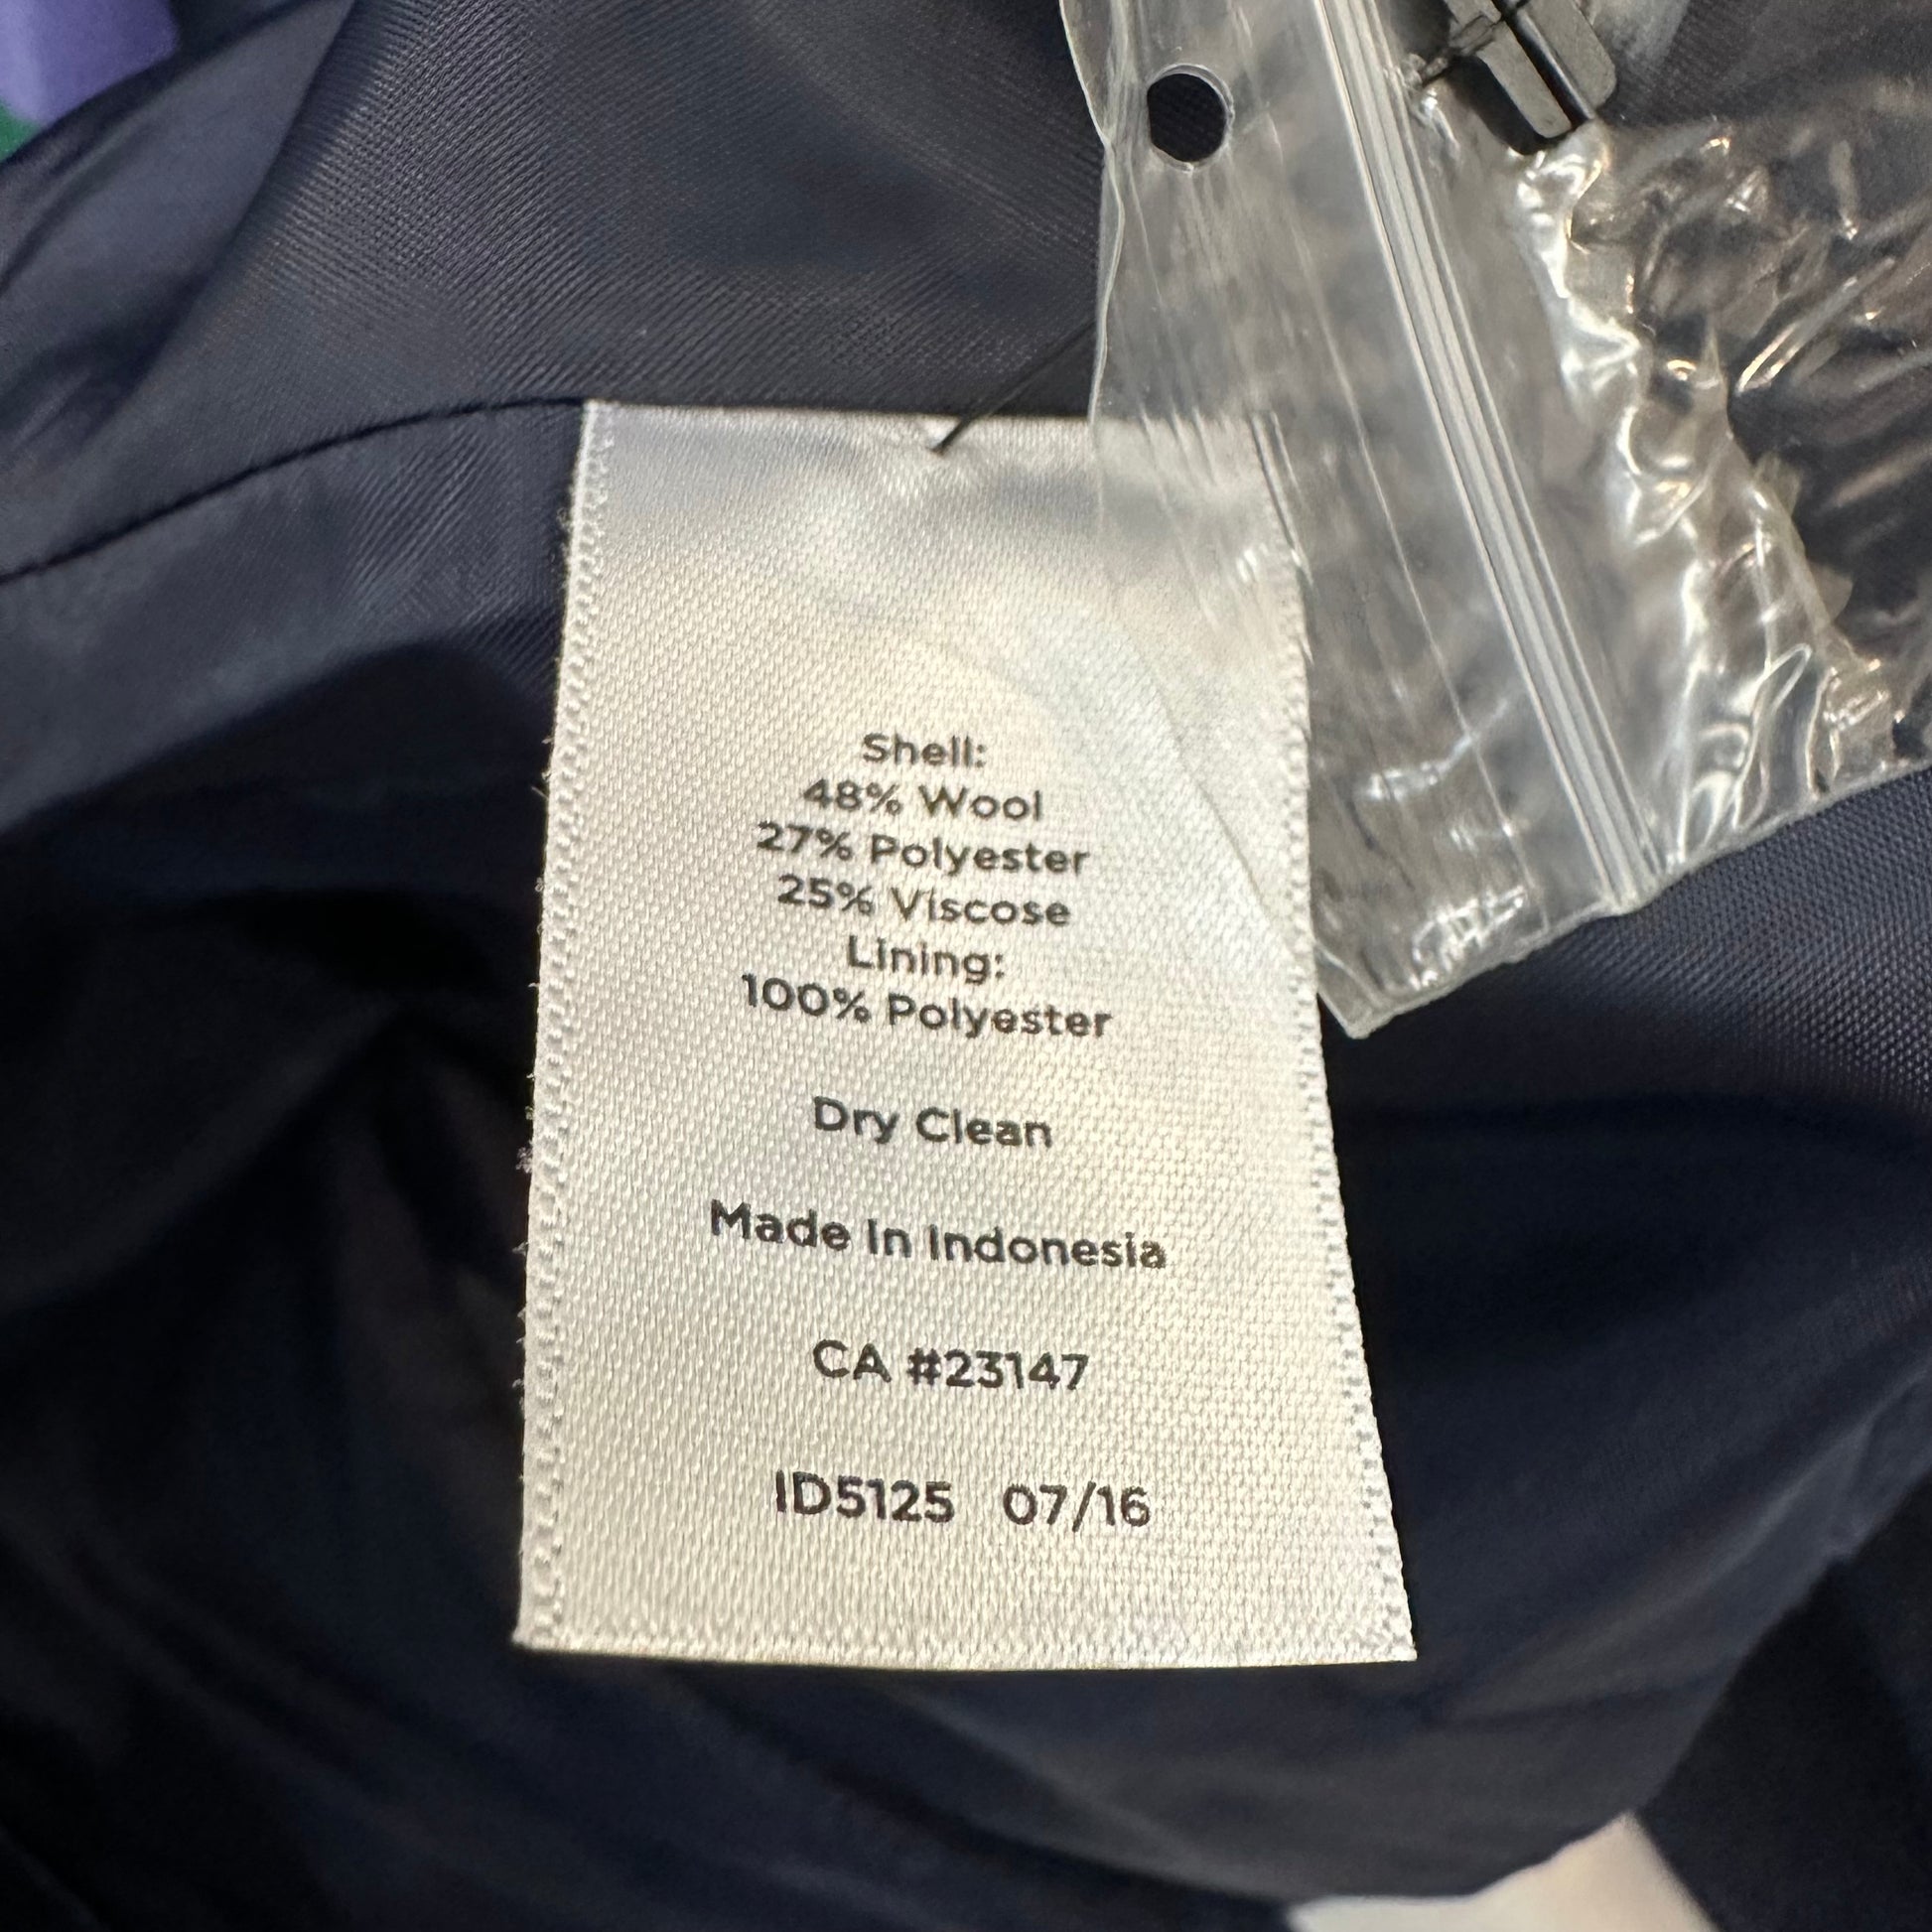 Shell:
48% Wool
27% Polyester
25% Viscose
Lining:
100% Polyester
Dry Clean
Made In Indonesia
CA #23147
ID5125 07/16